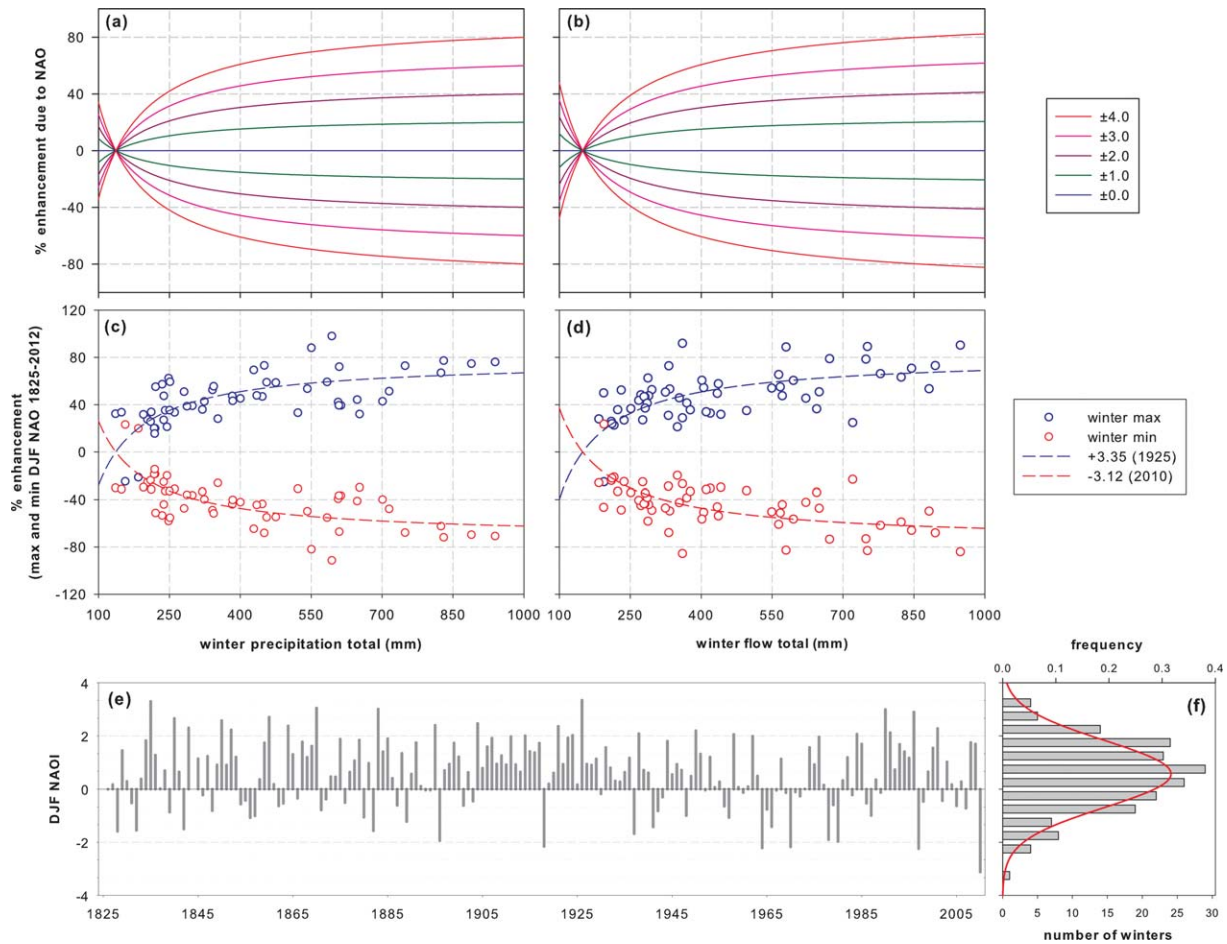 (a)
(b)
% enhancement due to NAO
80
40
0
-40
-80
±4.0
±3.0
±2.0
±1.0
±0.0
(c)
(d)
% enhancement
(max and min DJF NAO 1825-2012)
120
80
40
0
-40
-80
-120
100 250 400 550 700 850 1000
100 250 400 550 700 850 1000
winter precipitation total (mm)
winter flow total (mm)
winter max
winter min
+3.35 (1925)
-3.12 (2010)
(e)
DJF NAOI
4
2
0
-2
-4
1825 1845 1865 1885 1905 1925 1945 1965 1985 2005
frequency
0.0 0.1 0.2 0.3 0.4
(f)
0 5 10 15 20 25 30
number of winters